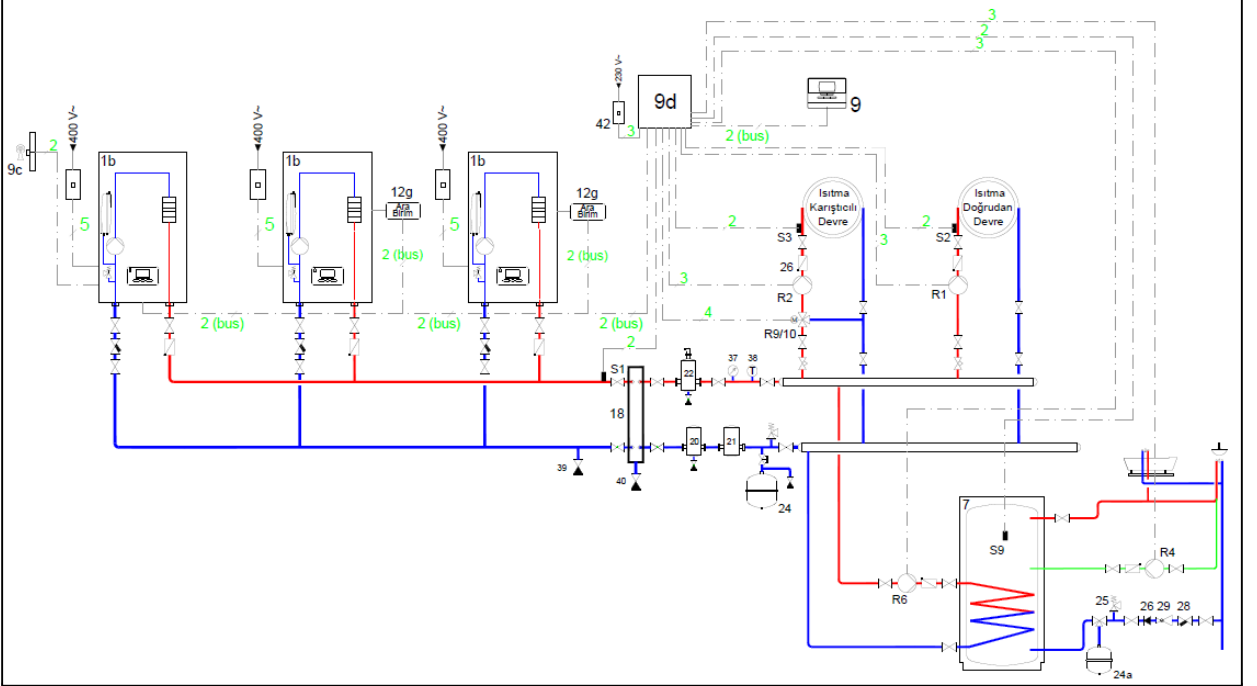 3
2
3
230 V~
400 V~
400 V~
400 V~
9d
9
42
3
2 (bus)
2
9c
1b
1b
1b
12g
Ara
Birim
12g
Ara
Birim
Isıtma
Karıştıcılı
Devre
Isıtma
Doğrudan
Devre
5
5
5
2
2
S3
S2
3
2 (bus)
2 (bus)
26
3
R2
R1
4
2 (bus)
2 (bus)
2 (bus)
R9/10
2
S1
22
37
38
18
20
21
39
40
24
7
S9
R4
R6
25
26
29
28
24a